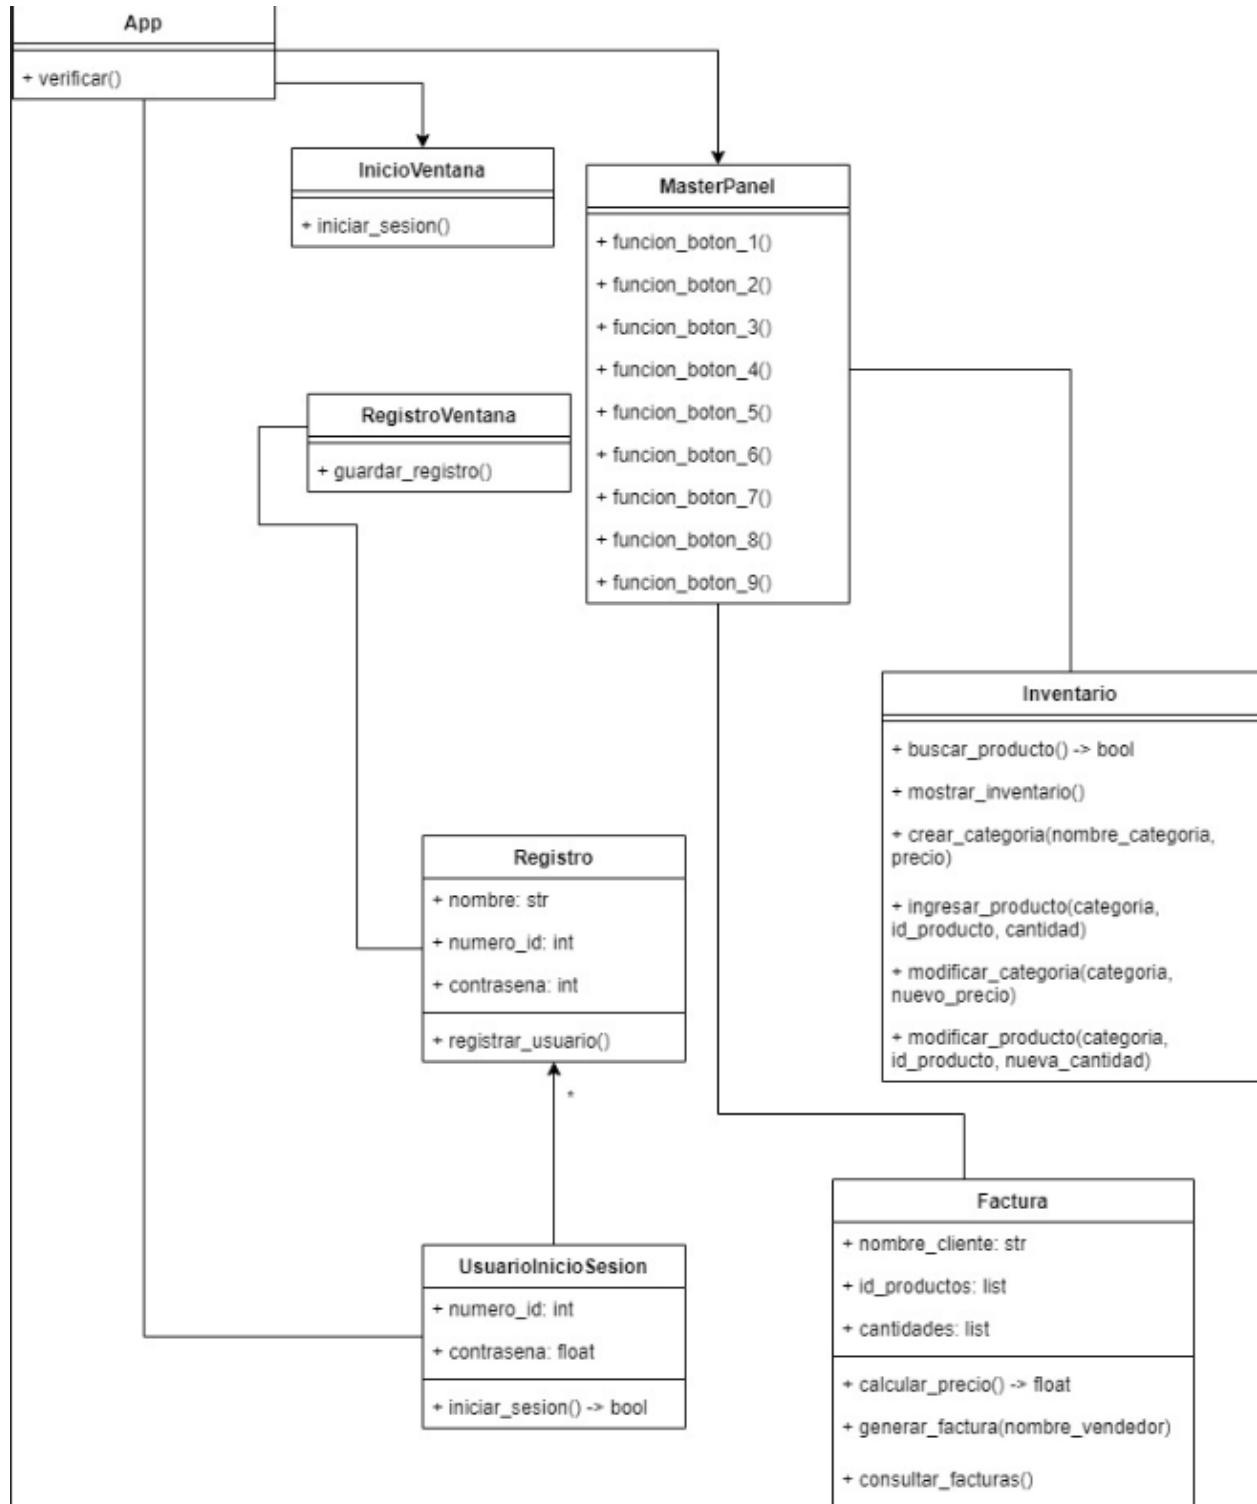 App
+ verificar()
InicioVentana
+ iniciar_sesion()
MasterPanel
+ funcion_boton_1()
+ funcion_boton_2()
+ funcion_boton_3()
+ funcion_boton_4()
+ funcion_boton_5()
+ funcion_boton_6()
+ funcion_boton_7()
+ funcion_boton_8()
+ funcion_boton_9()
RegistroVentana
+ guardar_registro()
Inventario
+ buscar_producto() -> bool
+ mostrar_inventario()
+ crear_categoria(nombre_categoria,
precio)
+ ingresar_producto(categoria,
id_producto, cantidad)
+ modificar_categoria(categoria,
nuevo_precio)
+ modificar_producto(categoria,
id_producto, nueva_cantidad)
Registro
+ nombre: str
+ numero_id: int
+ contrasena: int
+ registrar_usuario()
*
UsuarioInicioSesion
+ numero_id: int
+ contrasena: float
+ iniciar_sesion() -> bool
Factura
+ nombre_cliente: str
+ id_productos: list
+ cantidades: list
+ calcular_precio() -> float
+ generar_factura(nombre_vendedor)
+ consultar_facturas()